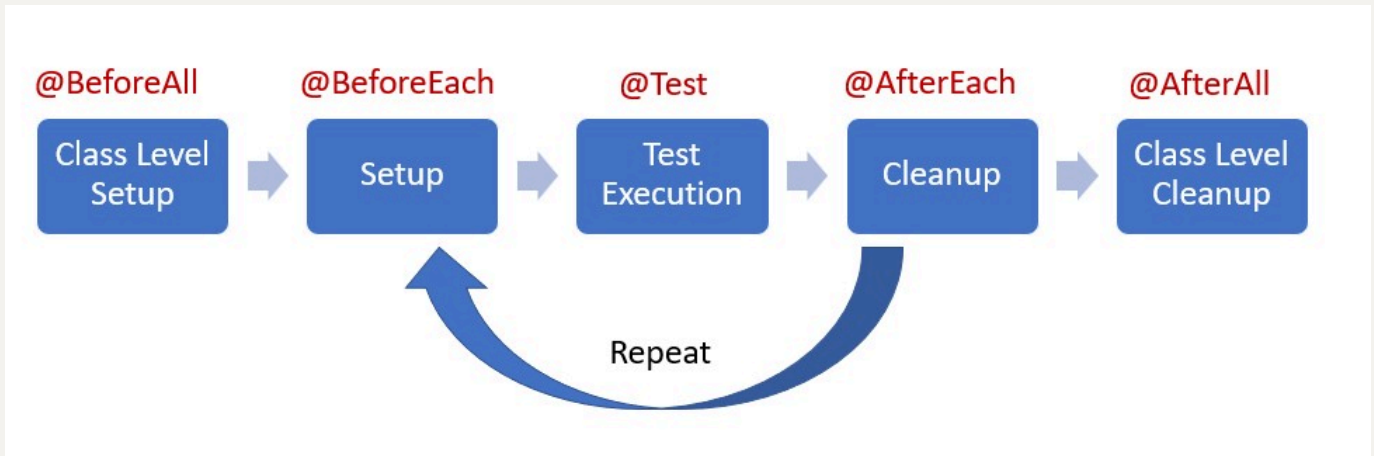 @BeforeAll
@BeforeEach
@Test
@AfterEach
@AfterAll
Class Level
Setup
Setup
Test
Execution
Cleanup
Class Level
Cleanup
Repeat